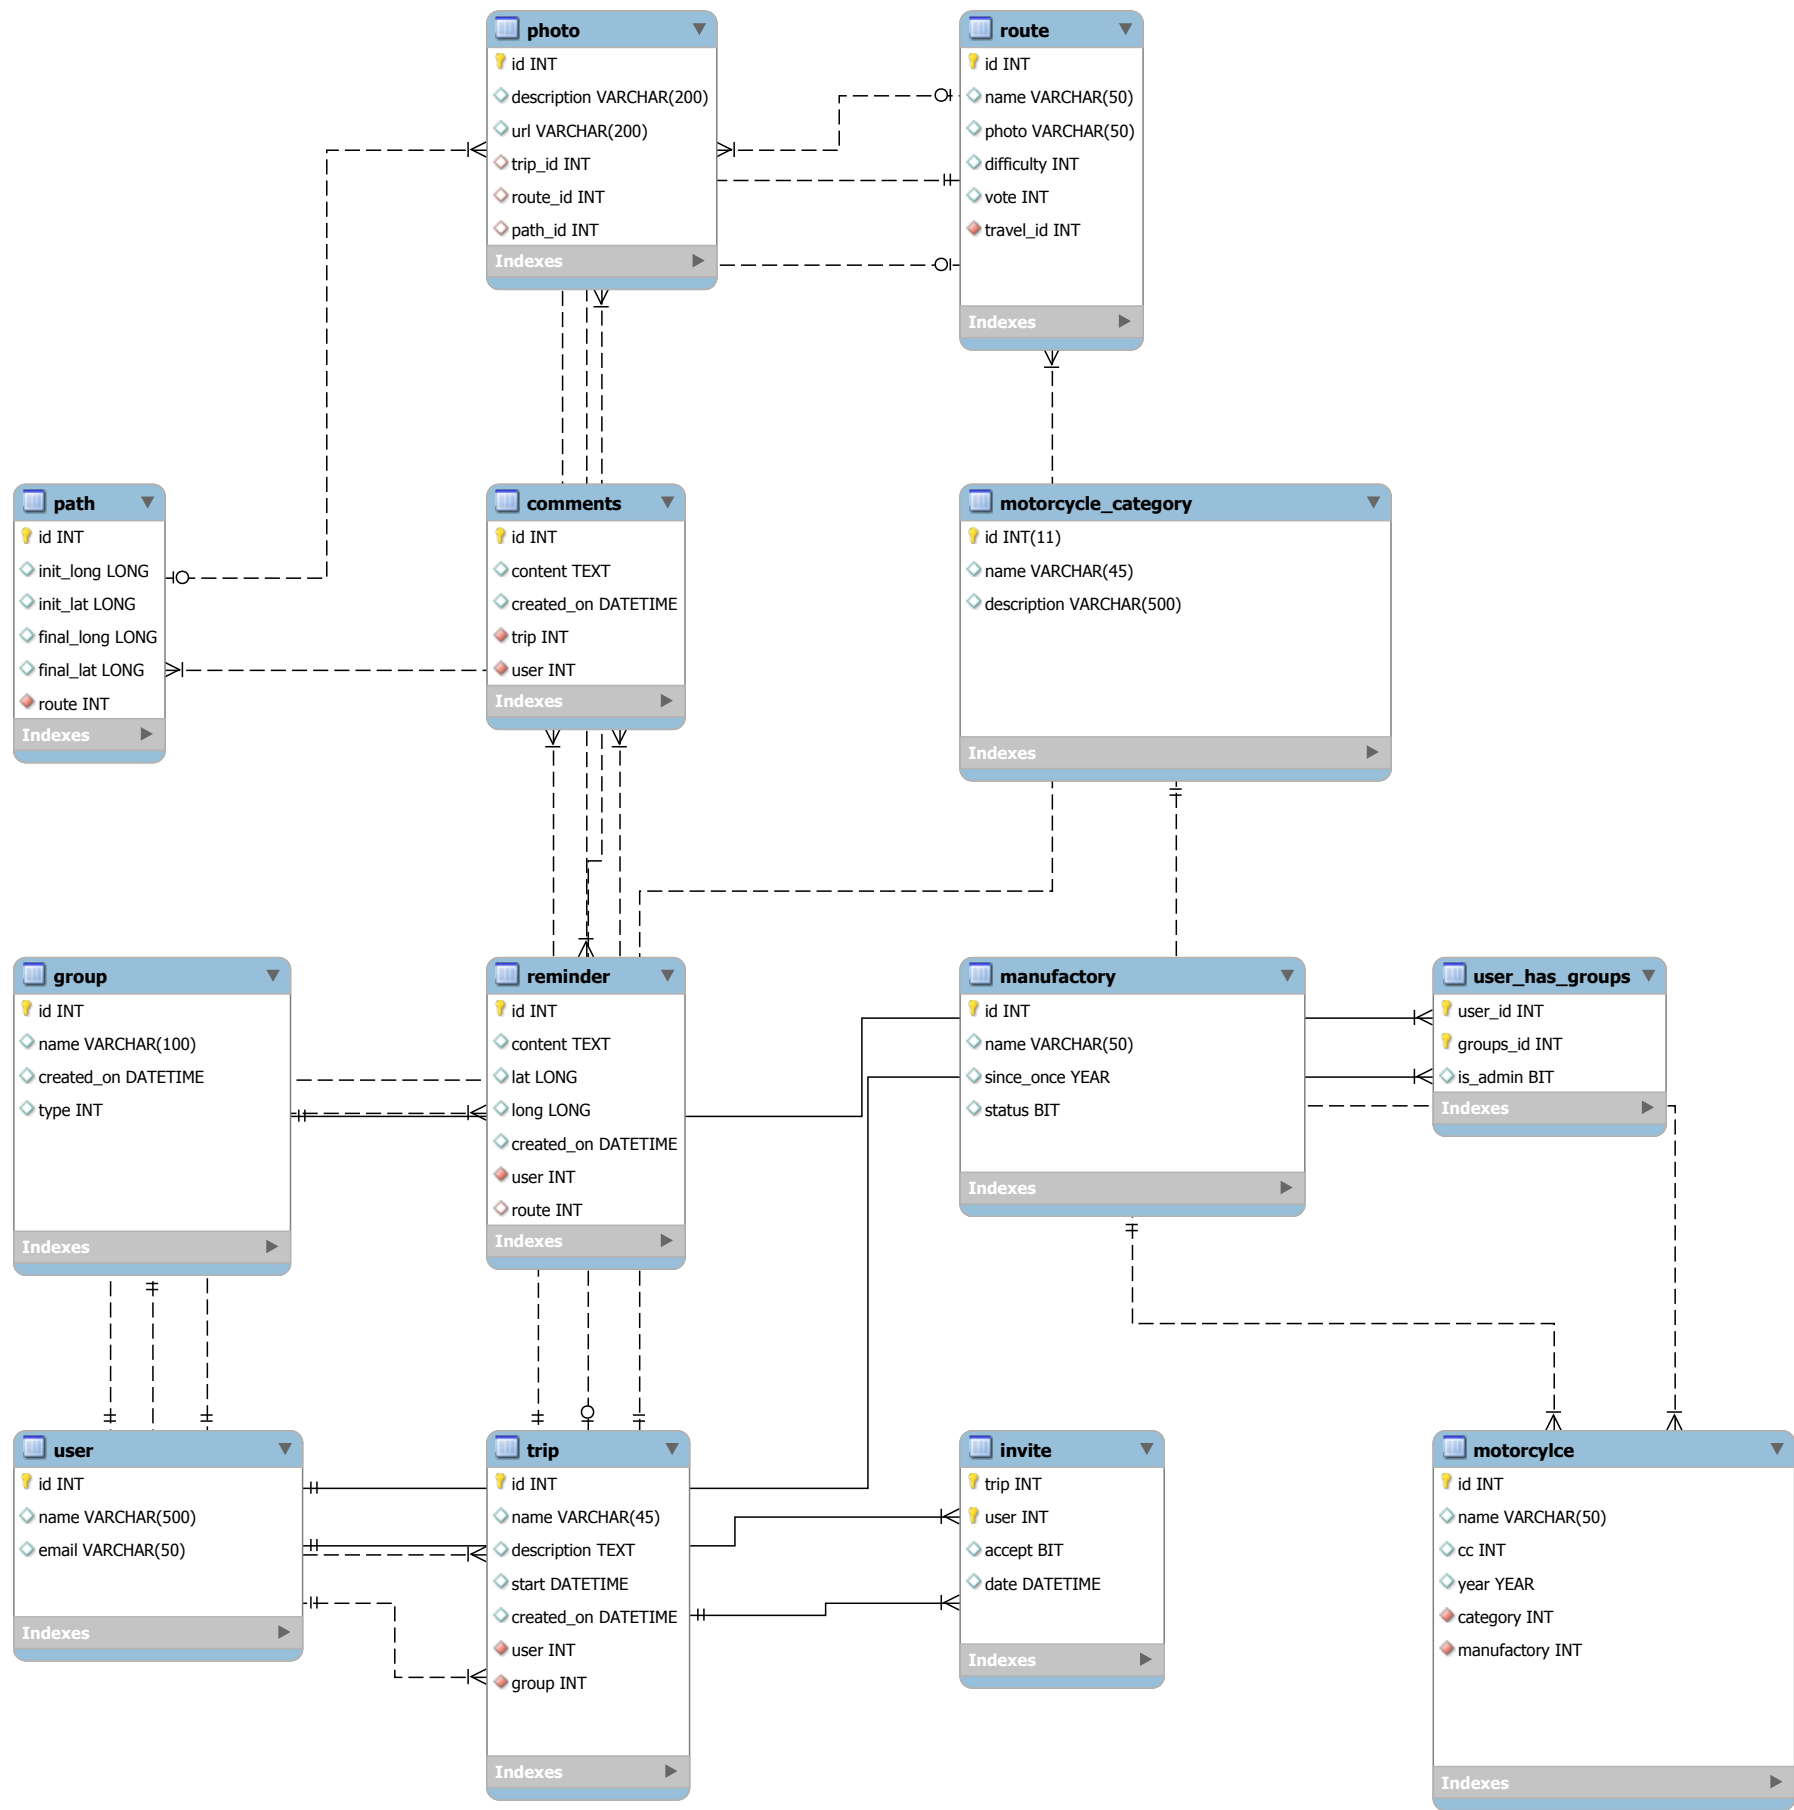 photo
id INT
description VARCHAR(200)
url VARCHAR(200)
trip_id INT
route_id INT
path_id INT
Indexes
route
id INT
name VARCHAR(50)
photo VARCHAR(50)
difficulty INT
vote INT
travel_id INT
Indexes
path
id INT
init_long LONG
init_lat LONG
final_long LONG
final_lat LONG
route INT
Indexes
comments
id INT
content TEXT
created_on DATETIME
trip INT
user INT
Indexes
motorcycle_category
id INT(11)
name VARCHAR(45)
description VARCHAR(500)
Indexes
group
id INT
name VARCHAR(100)
created_on DATETIME
type INT
Indexes
reminder
id INT
content TEXT
lat LONG
long LONG
created_on DATETIME
user INT
route INT
Indexes
manufactory
id INT
name VARCHAR(50)
since_once YEAR
status BIT
Indexes
user_has_groups
user_id INT
groups_id INT
is_admin BIT
Indexes
user
id INT
name VARCHAR(500)
email VARCHAR(50)
Indexes
trip
id INT
name VARCHAR(45)
description TEXT
start DATETIME
created_on DATETIME
user INT
group INT
Indexes
invite
trip INT
user INT
accept BIT
date DATETIME
Indexes
motorcylce
id INT
name VARCHAR(50)
cc INT
year YEAR
category INT
manufactory INT
Indexes